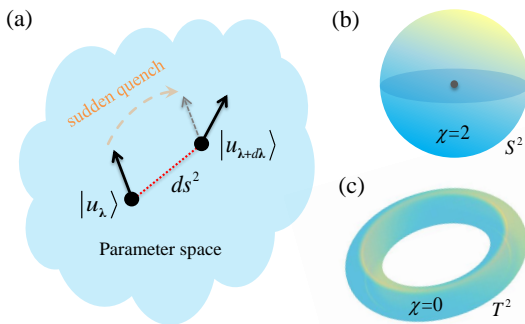 (a)
sudden quench
|u_λ⟩
ds²
|u_{λ+dλ}⟩
Parameter space
(b)
χ=2
S²
(c)
χ=0
T²